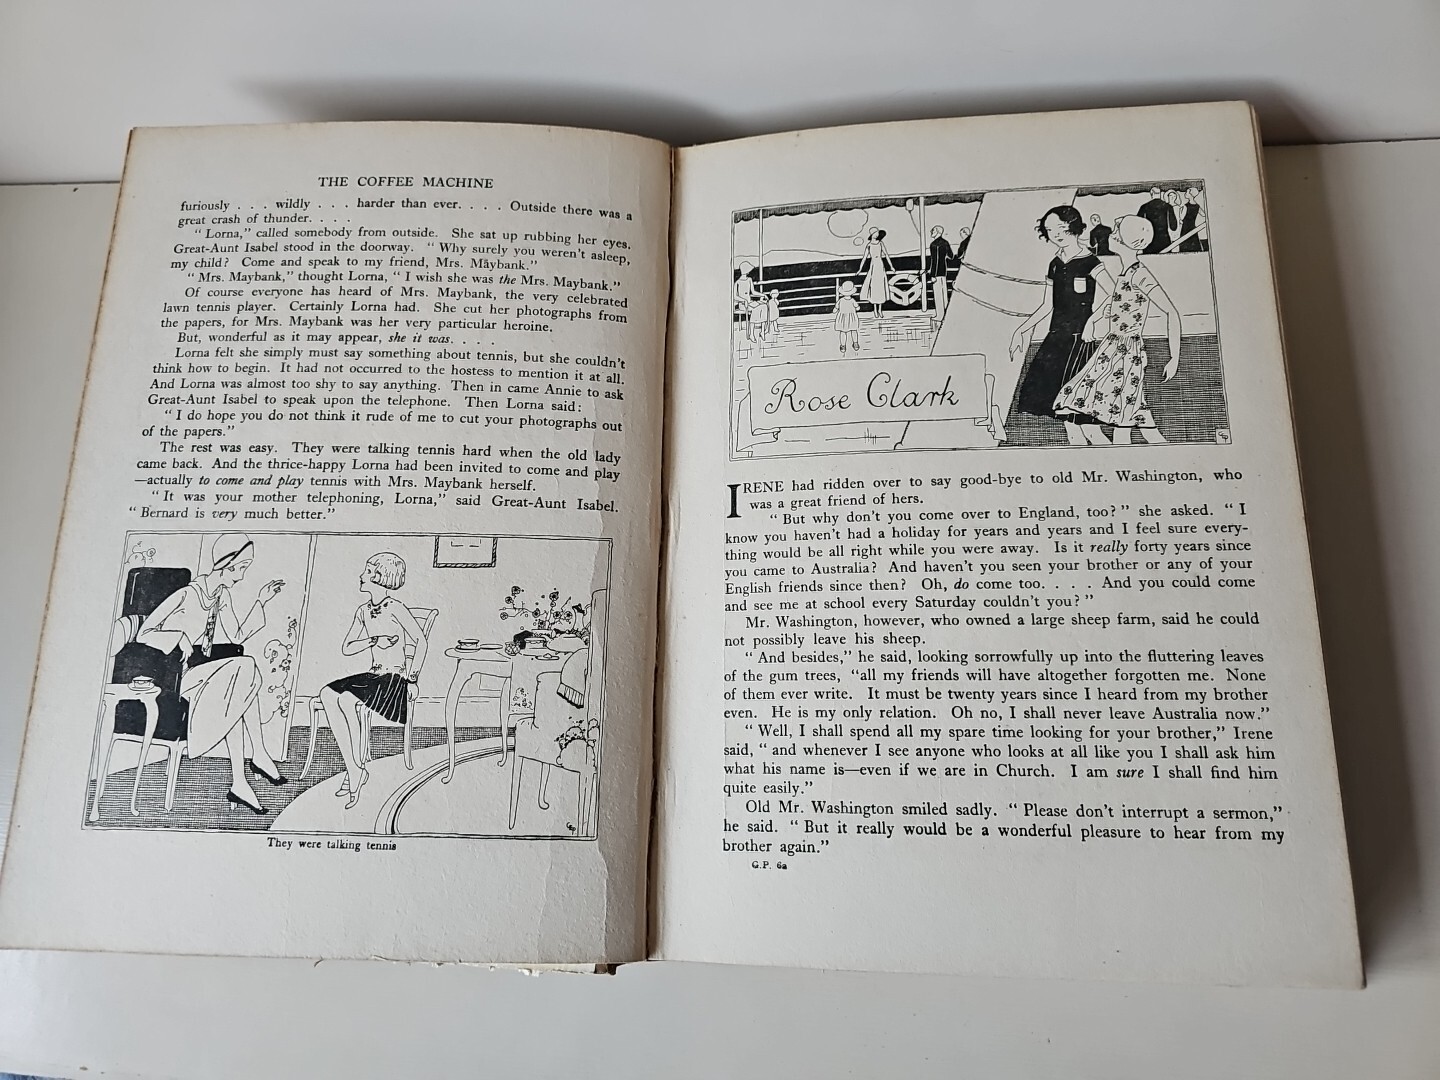 THE COFFEE MACHINE
furiously . . . wildly . . . harder than ever. . . . Outside there was a
great crash of thunder. . . .
“ Lorna,” called somebody from outside. She sat up rubbing her eyes.
Great-Aunt Isabel stood in the doorway. “ Why surely you weren't asleep,
my child? Come and speak to my friend, Mrs. Maybank.”
“ Mrs. Maybank,” thought Lorna, “ I wish she was the Mrs. Maybank.”
Of course everyone has heard of Mrs. Maybank, the very celebrated
lawn tennis player. Certainly Lorna had. She cut her photographs from
the papers, for Mrs. Maybank was her very particular heroine.
But, wonderful as it may appear, she it was. . . .
Lorna felt she simply must say something about tennis, but she couldn't
think how to begin. It had not occurred to the hostess to mention it at all.
And Lorna was almost too shy to say anything. Then in came Annie to ask
Great-Aunt Isabel to speak upon the telephone. Then Lorna said:
“ I do hope you do not think it rude of me to cut your photographs out
of the papers.”
The rest was easy. They were talking tennis hard when the old lady
came back. And the thrice-happy Lorna had been invited to come and play
—actually to come and play tennis with Mrs. Maybank herself.
“ It was your mother telephoning, Lorna,” said Great-Aunt Isabel.
“ Bernard is very much better.”
They were talking tennis
Rose Clark
IRENE had ridden over to say good-bye to old Mr. Washington, who
was a great friend of hers.
“ But why don't you come over to England, too? ” she asked. “ I
know you haven't had a holiday for years and years and I feel sure every-
thing would be all right while you were away. Is it really forty years since
you came to Australia? And haven't you seen your brother or any of your
English friends since then? Oh, do come too. . . . And you could come
and see me at school every Saturday couldn't you? ”
Mr. Washington, however, who owned a large sheep farm, said he could
not possibly leave his sheep.
“ And besides,” he said, looking sorrowfully up into the fluttering leaves
of the gum trees, “all my friends will have altogether forgotten me. None
of them ever write. It must be twenty years since I heard from my brother
even. He is my only relation. Oh no, I shall never leave Australia now.”
“ Well, I shall spend all my spare time looking for your brother,” Irene
said, “ and whenever I see anyone who looks at all like you I shall ask him
what his name is—even if we are in Church. I am sure I shall find him
quite easily.”
Old Mr. Washington smiled sadly. “ Please don't interrupt a sermon,”
he said. “ But it really would be a wonderful pleasure to hear from my
brother again.”
G.P. 6a